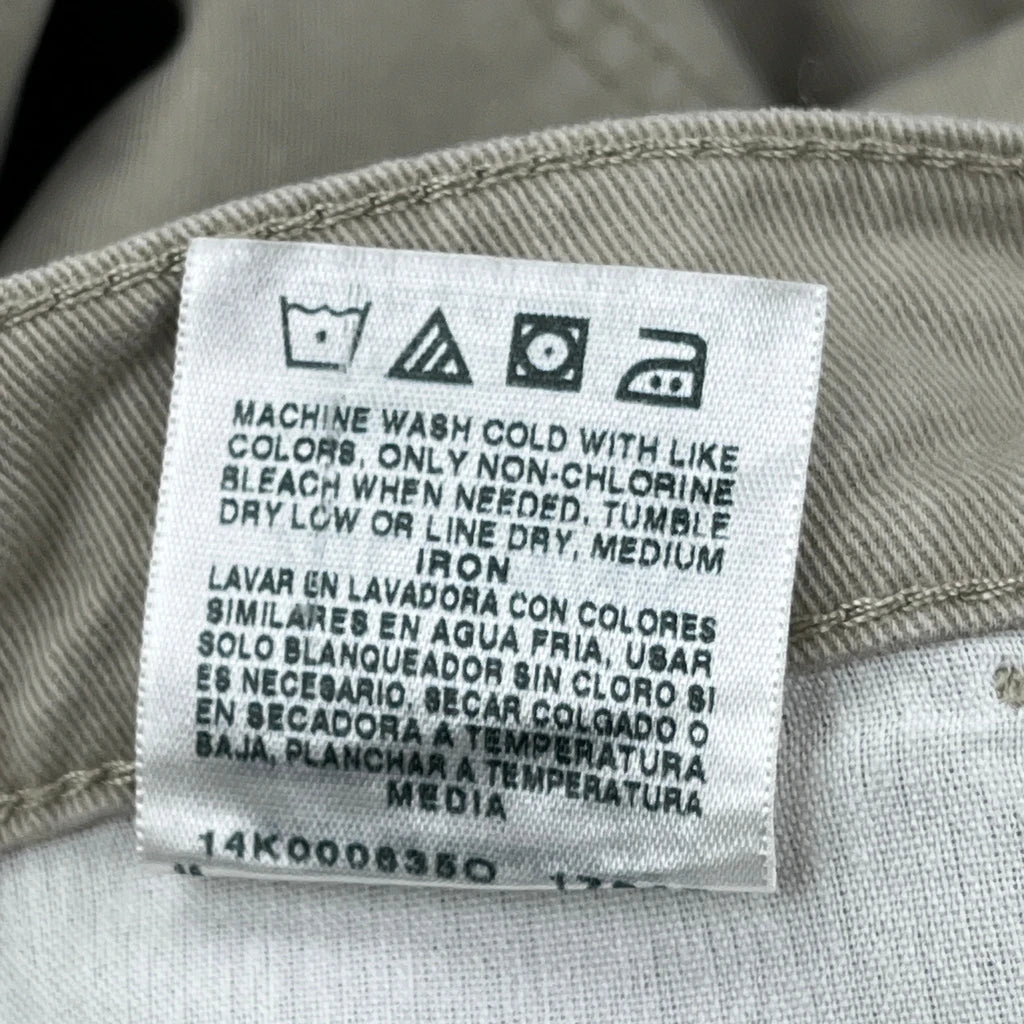 MACHINE WASH COLD WITH LIKE
COLORS, ONLY NON-CHLORINE
BLEACH WHEN NEEDED, TUMBLE
DRY LOW OR LINE DRY, MEDIUM
IRON
LAVAR EN LAVADORA CON COLORES
SIMILARES EN AGUA FRIA, USAR
SOLO BLANQUEADOR SIN CLORO SI
ES NECESARIO, SECAR COLGADO O
EN SECADORA A TEMPERATURA
BAJA, PLANCHAR A TEMPERATURA
MEDIA